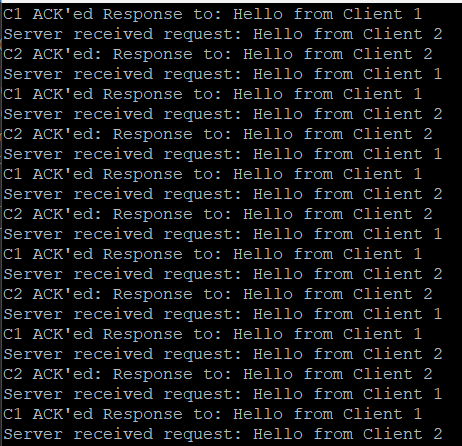 C1 ACK'ed Response to: Hello from Client 1
Server received request: Hello from Client 2
C2 ACK'ed: Response to: Hello from Client 2
Server received request: Hello from Client 1
C1 ACK'ed Response to: Hello from Client 1
Server received request: Hello from Client 2
C2 ACK'ed: Response to: Hello from Client 2
Server received request: Hello from Client 1
C1 ACK'ed Response to: Hello from Client 1
Server received request: Hello from Client 2
C2 ACK'ed: Response to: Hello from Client 2
Server received request: Hello from Client 1
C1 ACK'ed Response to: Hello from Client 1
Server received request: Hello from Client 2
C2 ACK'ed: Response to: Hello from Client 2
Server received request: Hello from Client 1
C1 ACK'ed Response to: Hello from Client 1
Server received request: Hello from Client 2
C2 ACK'ed: Response to: Hello from Client 2
Server received request: Hello from Client 1
C1 ACK'ed Response to: Hello from Client 1
Server received request: Hello from Client 2